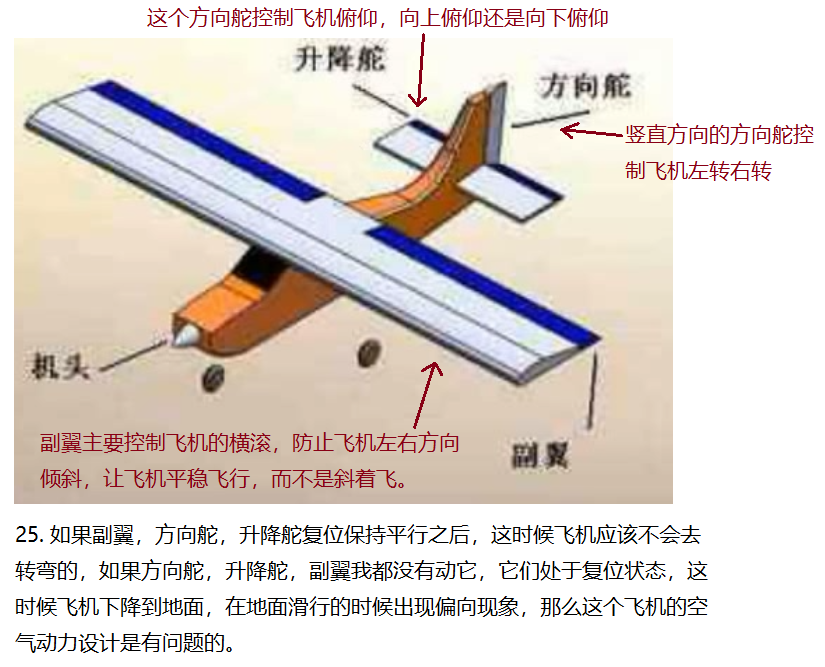 这个方向舵控制飞机俯仰，向上俯仰还是向下俯仰
升降舵
方向舵
竖直方向的方向舵控
制飞机左转右转
机头
副翼主要控制飞机的横滚，防止飞机左右方向
倾斜，让飞机平稳飞行，而不是斜着飞。
副翼
25. 如果副翼，方向舵，升降舵复位保持平行之后，这时候飞机应该不会去
转弯的，如果方向舵，升降舵，副翼我都没有动它，它们处于复位状态，这
时候飞机下降到地面，在地面滑行的时候出现偏向现象，那么这个飞机的空
气动力设计是有问题的。